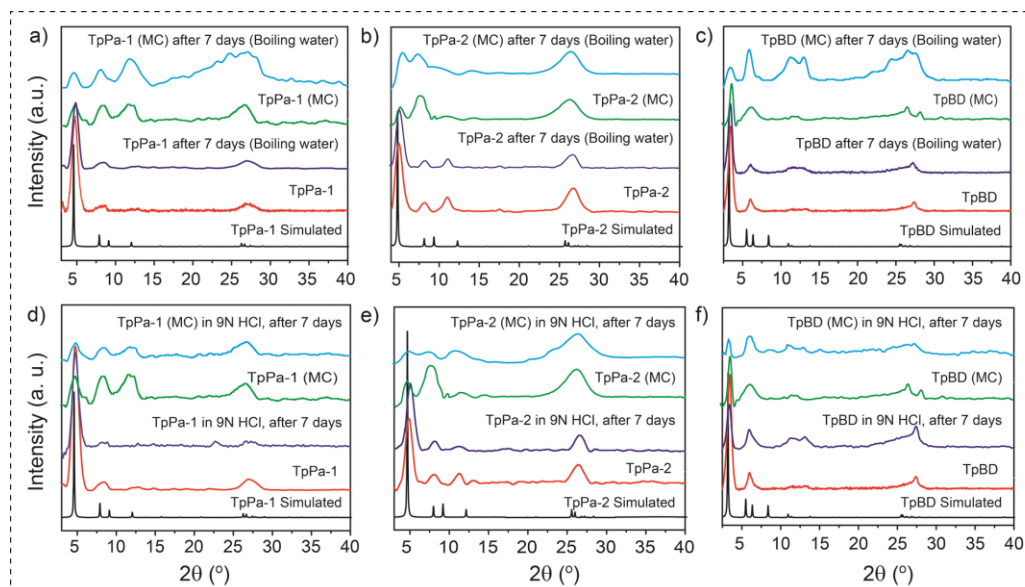 a)
TpPa-1 (MC) after 7 days (Boiling water)
TpPa-1 (MC)
TpPa-1 after 7 days (Boiling water)
TpPa-1
TpPa-1 Simulated
5 10 15 20 25 30 35 40
Intensity (a.u.)
b)
TpPa-2 (MC) after 7 days (Boiling water)
TpPa-2 (MC)
TpPa-2 after 7 days (Boiling water)
TpPa-2
TpPa-2 Simulated
5 10 15 20 25 30 35 40
c)
TpBD (MC) after 7 days (Boiling water)
TpBD (MC)
TpBD after 7 days (Boiling water)
TpBD
TpBD Simulated
5 10 15 20 25 30 35 40
d)
TpPa-1 (MC) in 9N HCl, after 7 days
TpPa-1 (MC)
TpPa-1 in 9N HCl, after 7 days
TpPa-1
TpPa-1 Simulated
5 10 15 20 25 30 35 40
2θ (°)
Intensity (a. u.)
e)
TpPa-2 (MC) in 9N HCl, after 7 days
TpPa-2 (MC)
TpPa-2 in 9N HCl, after 7 days
TpPa-2
TpPa-2 Simulated
5 10 15 20 25 30 35 40
2θ (°)
f)
TpBD (MC) in 9N HCl, after 7 days
TpBD (MC)
TpBD in 9N HCl, after 7 days
TpBD
TpBD Simulated
5 10 15 20 25 30 35 40
2θ (°)